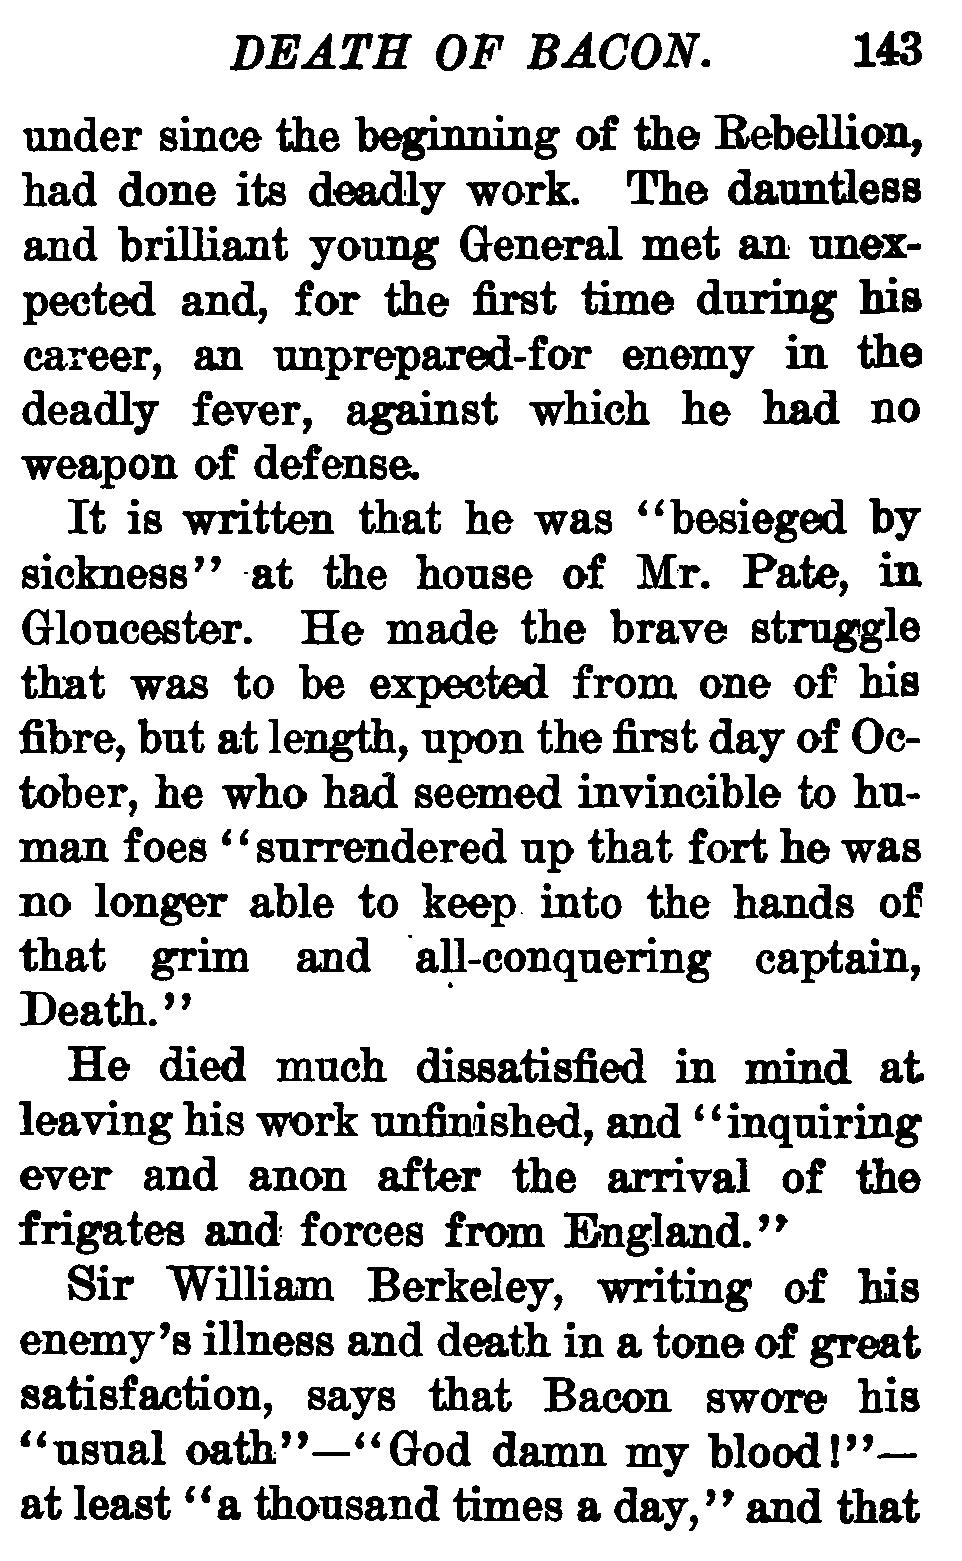 DEATH OF BACON. 143
under since the beginning of the Rebellion,
had done its deadly work. The dauntless
and brilliant young General met an unex-
pected and, for the first time during his
career, an unprepared-for enemy in the
deadly fever, against which he had no
weapon of defense.
It is written that he was “besieged by
sickness” at the house of Mr. Pate, in
Gloucester. He made the brave struggle
that was to be expected from one of his
fibre, but at length, upon the first day of Oc-
tober, he who had seemed invincible to hu-
man foes “surrendered up that fort he was
no longer able to keep into the hands of
that grim and all-conquering captain,
Death.”
He died much dissatisfied in mind at
leaving his work unfinished, and “inquiring
ever and anon after the arrival of the
frigates and forces from England.”
Sir William Berkeley, writing of his
enemy’s illness and death in a tone of great
satisfaction, says that Bacon swore his
“usual oath”—“God damn my blood!”—
at least “a thousand times a day,” and that